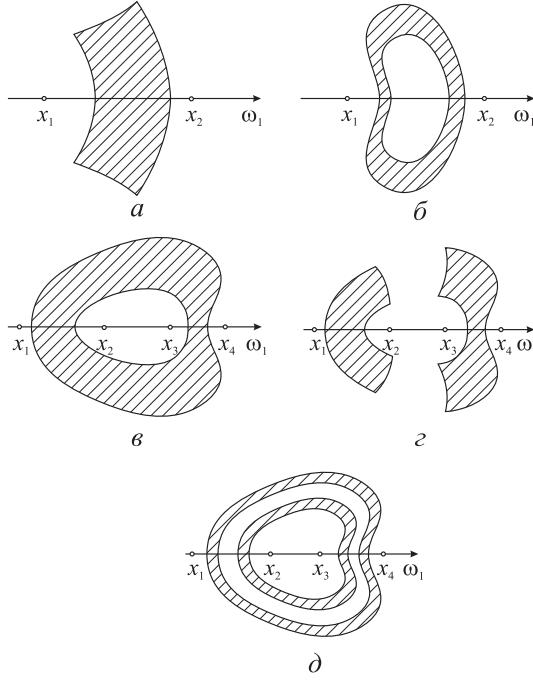 x₁ x₂ ω₁ x₁ x₂ ω₁
а б
x₁ x₂ x₃ x₄ ω₁ x₁ x₂ x₃ x₄ ω
в г
x₁ x₂ x₃ x₄ ω₁
д